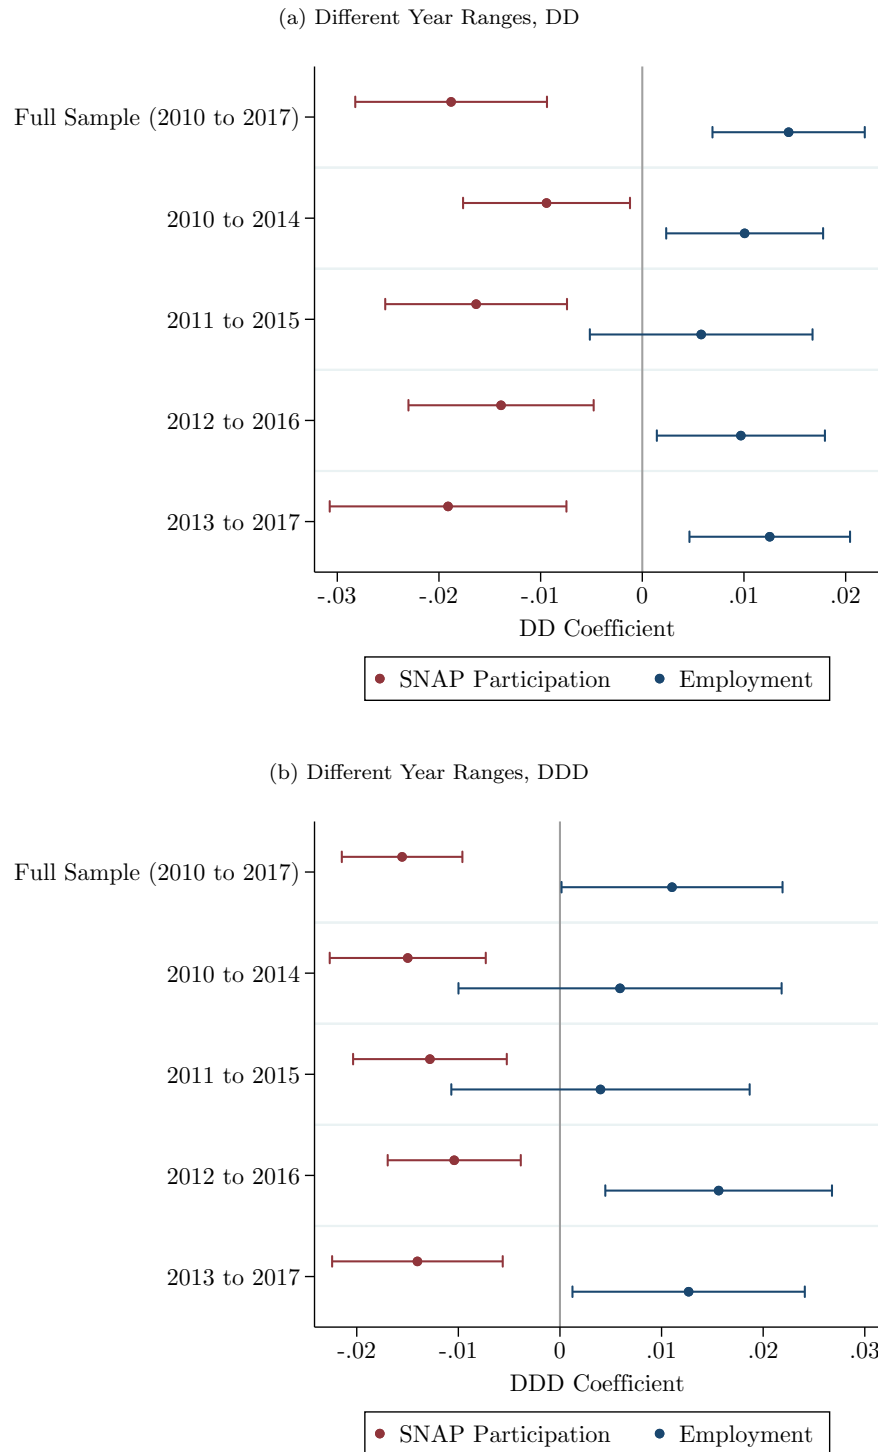 (a) Different Year Ranges, DD
Full Sample (2010 to 2017)
2010 to 2014
2011 to 2015
2012 to 2016
2013 to 2017
-.03 -.02 -.01 0 .01 .02
DD Coefficient
SNAP Participation Employment
(b) Different Year Ranges, DDD
Full Sample (2010 to 2017)
2010 to 2014
2011 to 2015
2012 to 2016
2013 to 2017
-.02 -.01 0 .01 .02 .03
DDD Coefficient
SNAP Participation Employment